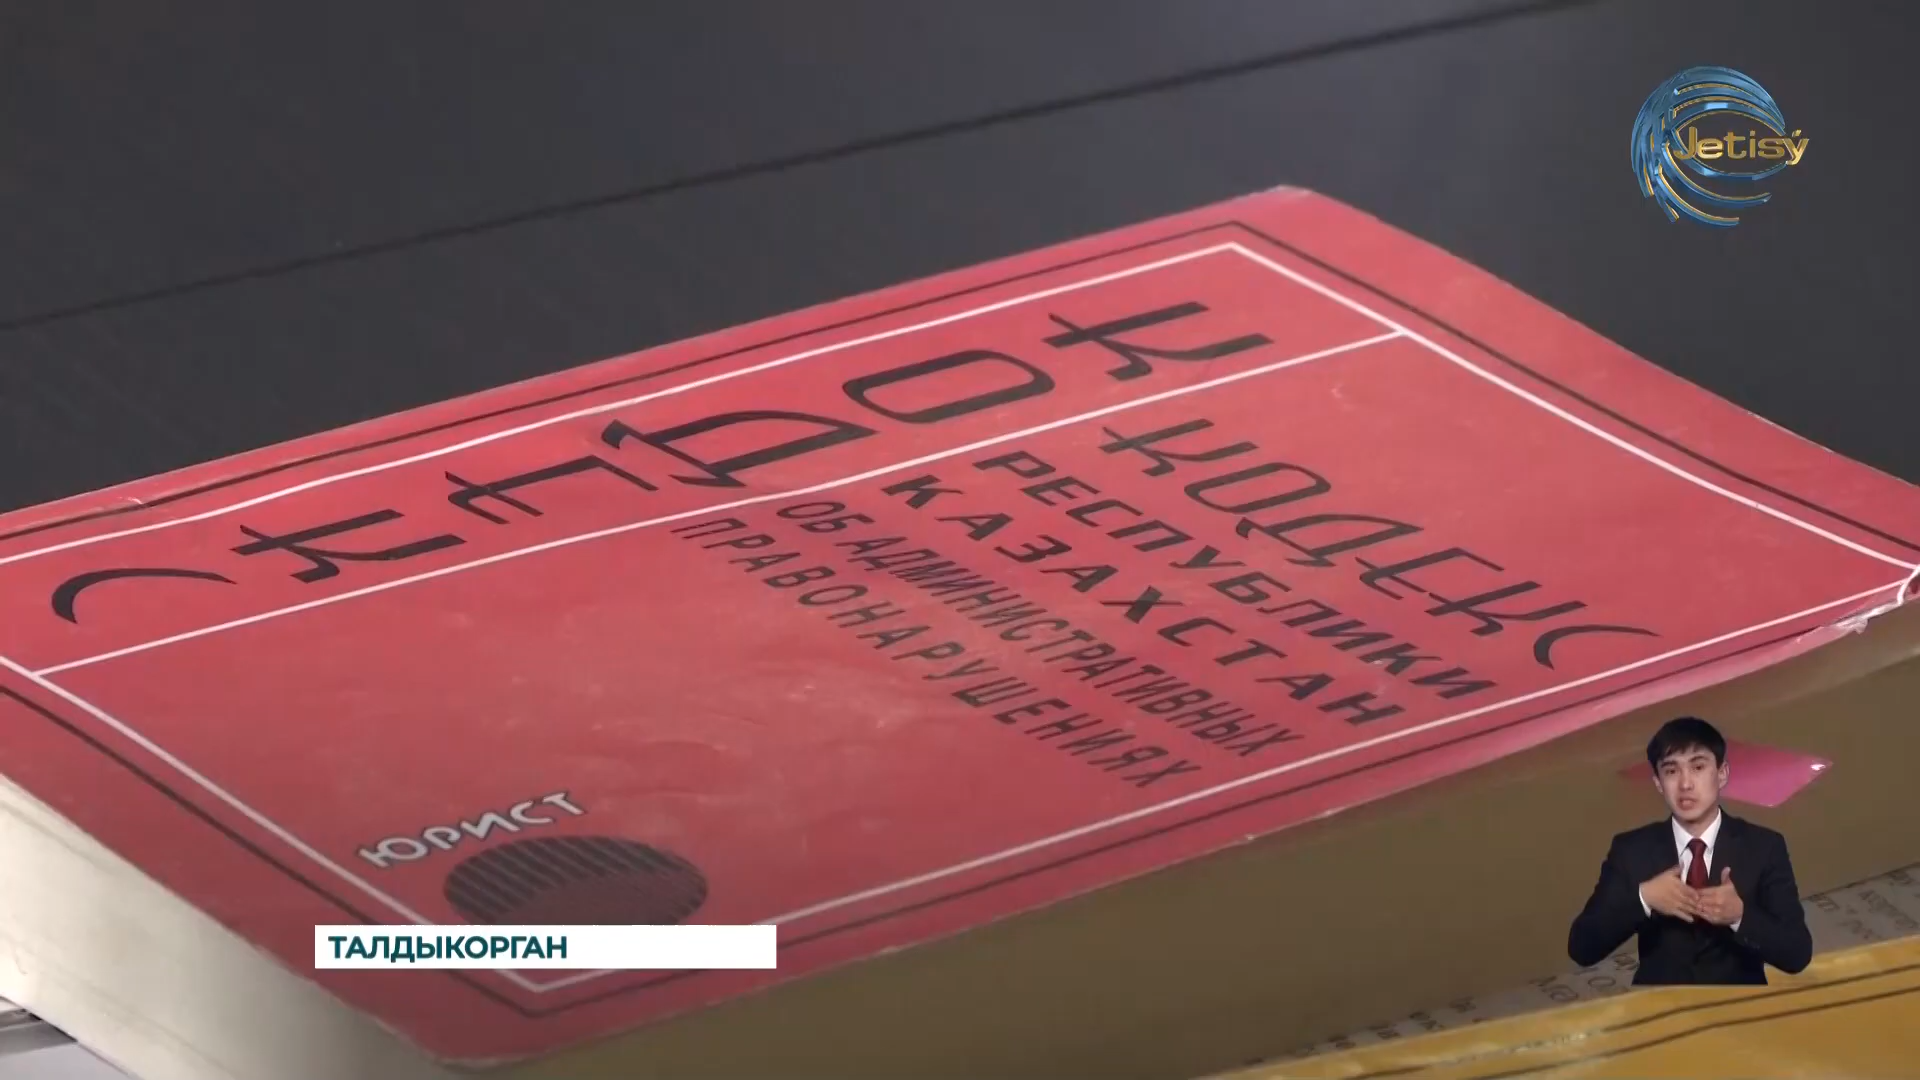 Jetisý
КОДЕКС
КОДЕКС
РЕСПУБЛИКИ
КАЗАХСТАН
ОБ АДМИНИСТРАТИВНЫХ
ПРАВОНАРУШЕНИЯХ
ЮРИСТ
ТАЛДЫКОРГАН